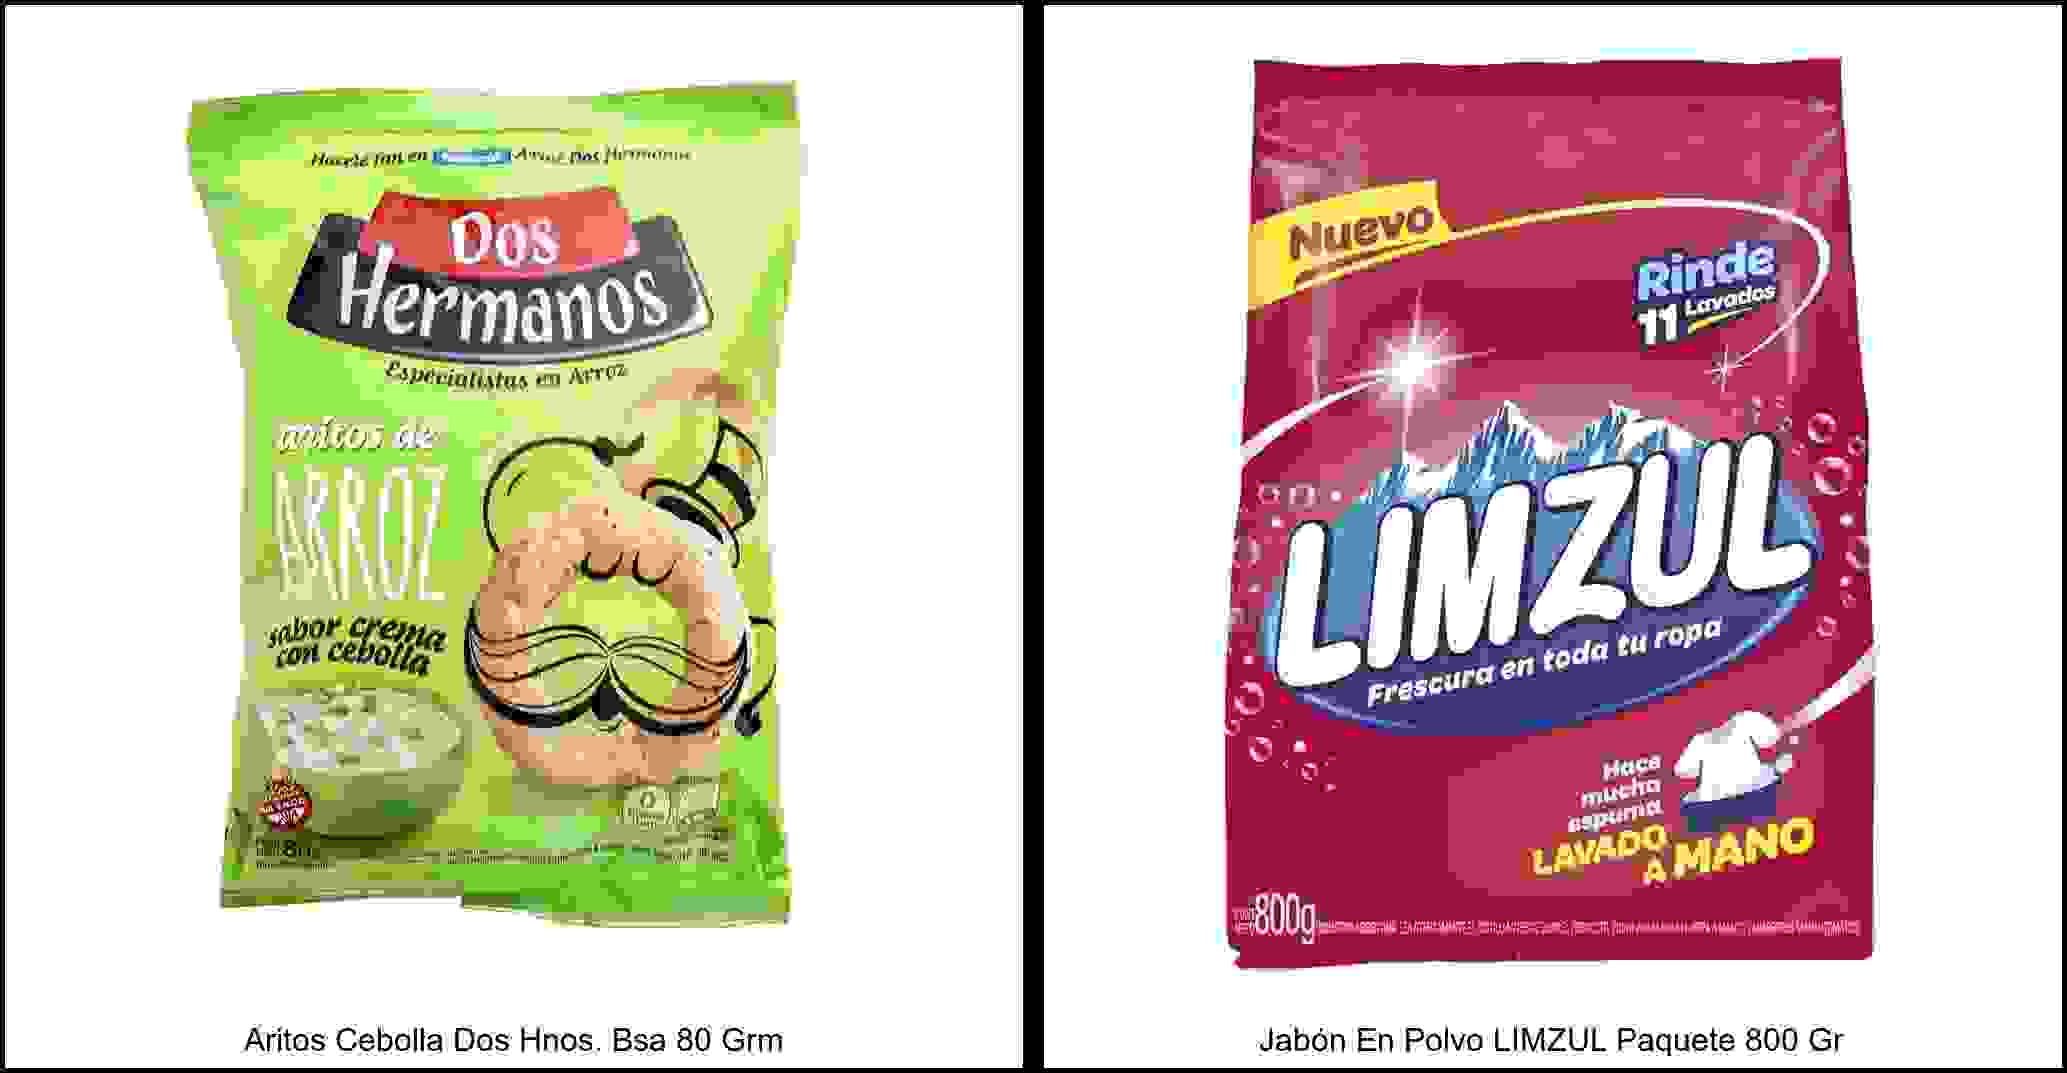 Hacete fan en
Arroz Dos Hermanos
Dos
Hermanos
Especialistas en Arroz
aritos de
ARROZ
sabor crema
con cebolla
Aritos Cebolla Dos Hnos. Bsa 80 Grm
Nuevo
Rinde
11 Lavados
LIMZUL
Frescura en toda tu ropa
Hace
mucha
espuma
LAVADO
A MANO
800g
Jabón En Polvo LIMZUL Paquete 800 Gr